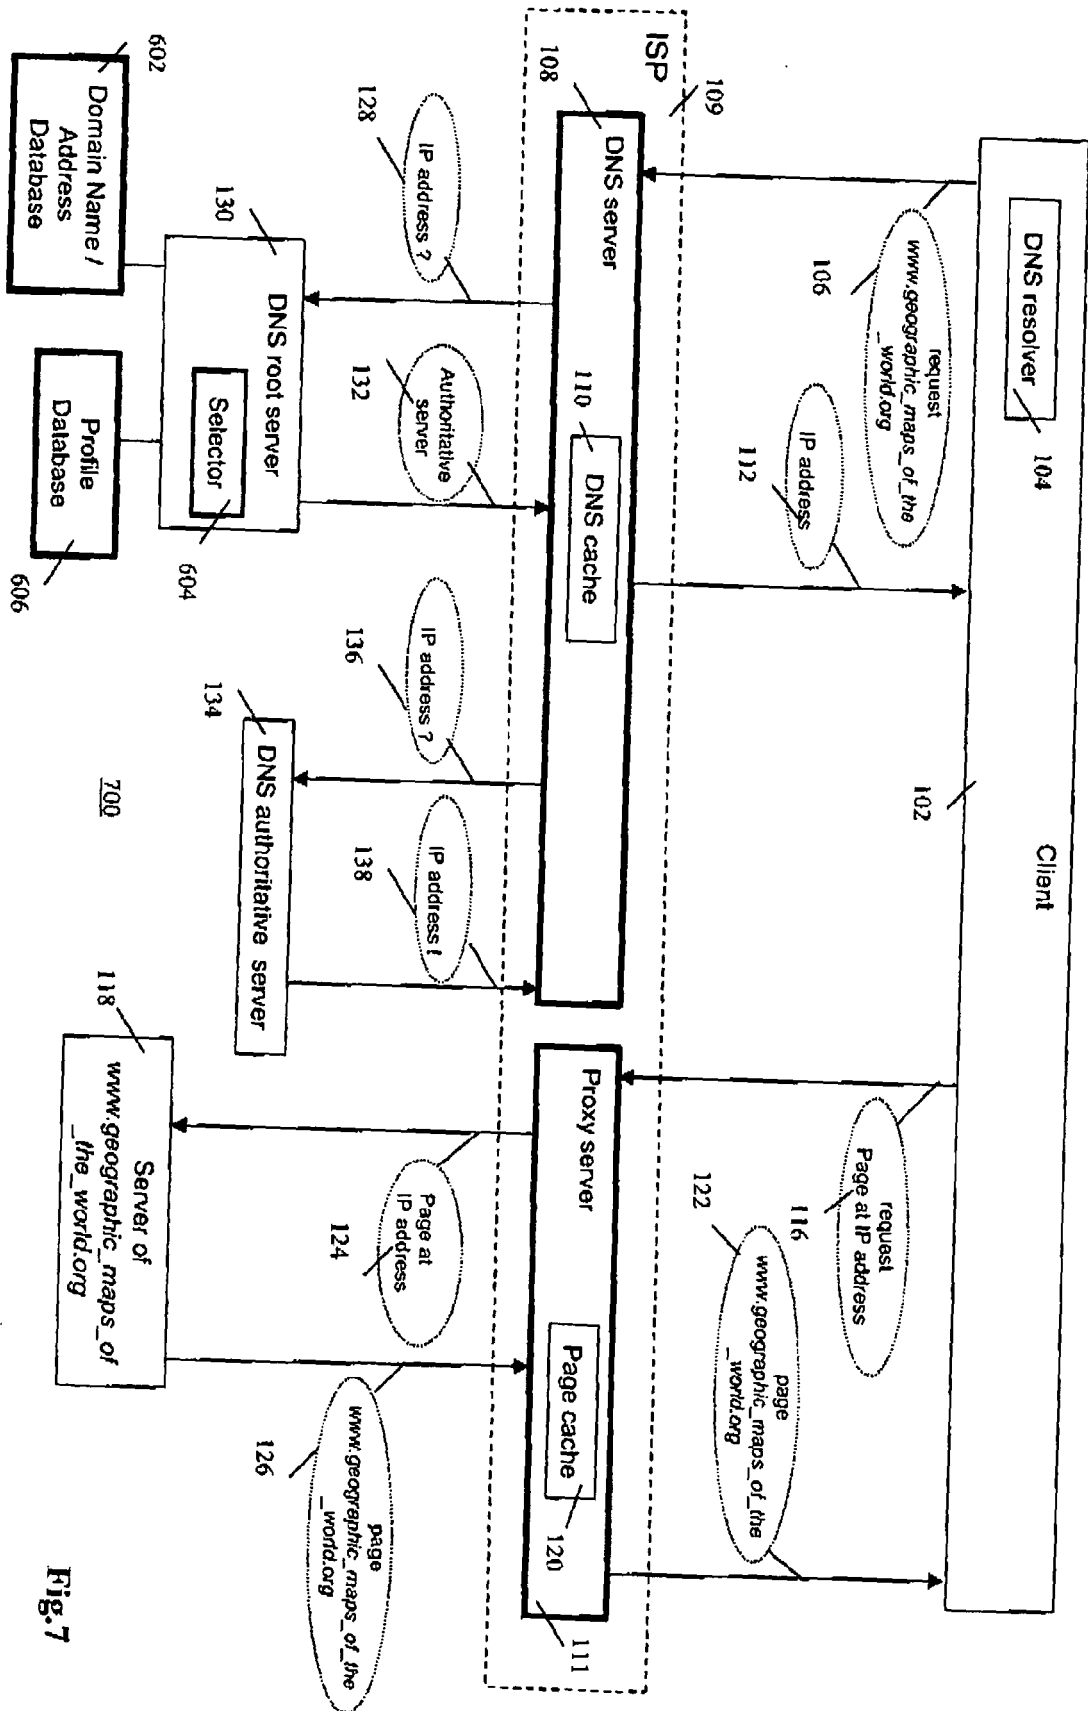 Client
DNS resolver
104
102
request
www.geographic_maps_of_the
_world.org
106
IP address
112
request
Page at IP address
116
page
www.geographic_maps_of_the
_world.org
122
ISP
109
108
DNS server
110
DNS cache
Proxy server
Page cache
120
111
IP address ?
128
Authoritative
server
132
IP address ?
136
IP address !
138
Page at
IP address
124
page
www.geographic_maps_of_the
_world.org
126
130
DNS root server
Selector
604
134
DNS authoritative server
118
Server of
www.geographic_maps_of
_the_world.org
602
Domain Name /
Address
Database
Profile
Database
606
700
Fig.7